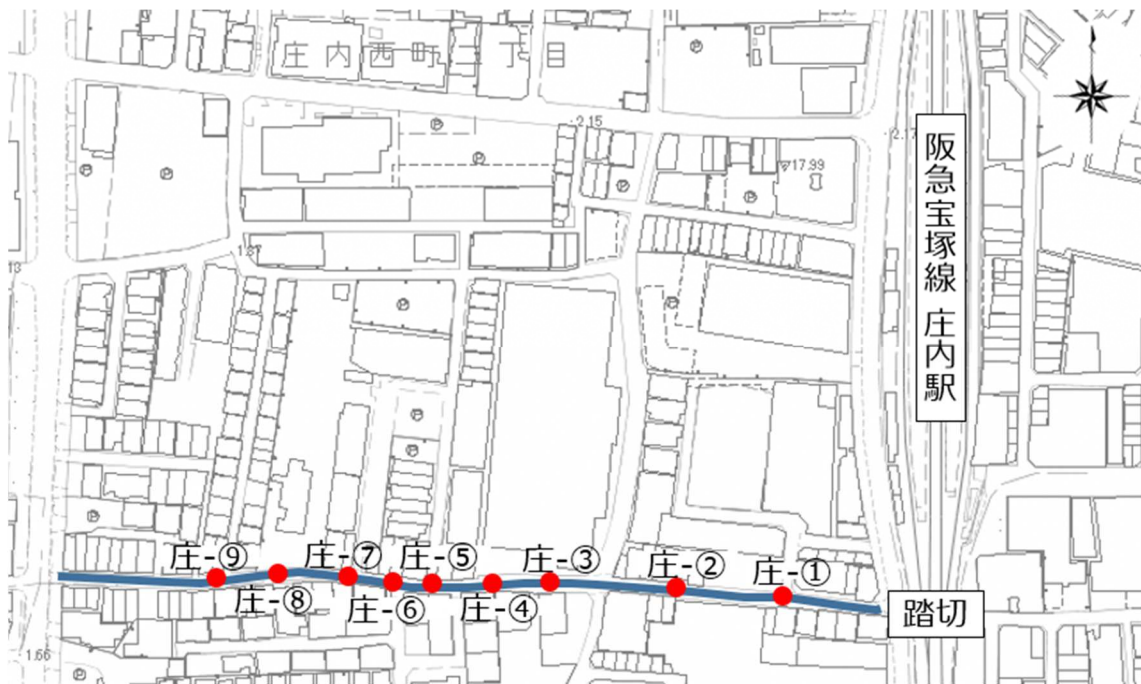 庄内西町三丁目
・2.15
・2.17
▽17.99
1.87
13
阪急宝塚線 庄内駅
庄-⑨
庄-⑦
庄-⑤
庄-③
庄-②
庄-①
庄-⑧
庄-⑥
庄-④
踏切
・1.66